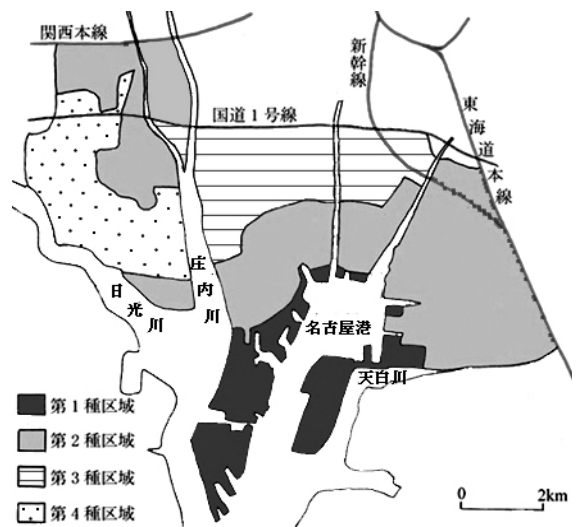 関西本線
新幹線
国道1号線
東海道本線
庄内川
日光川
名古屋港
天白川
第1種区域
第2種区域
第3種区域
第4種区域
0 2km